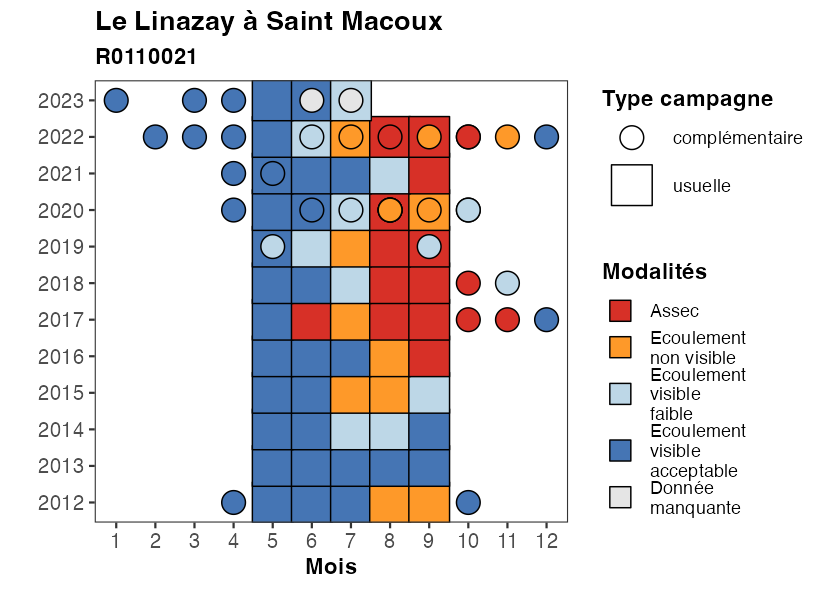 Le Linazay à Saint Macoux
R0110021
2023
2022
2021
2020
2019
2018
2017
2016
2015
2014
2013
2012
1 2 3 4 5 6 7 8 9 10 11 12
Mois
Type campagne
complémentaire
usuelle
Modalités
Assec
Ecoulement
non visible
Ecoulement
visible
faible
Ecoulement
visible
acceptable
Donnée
manquante